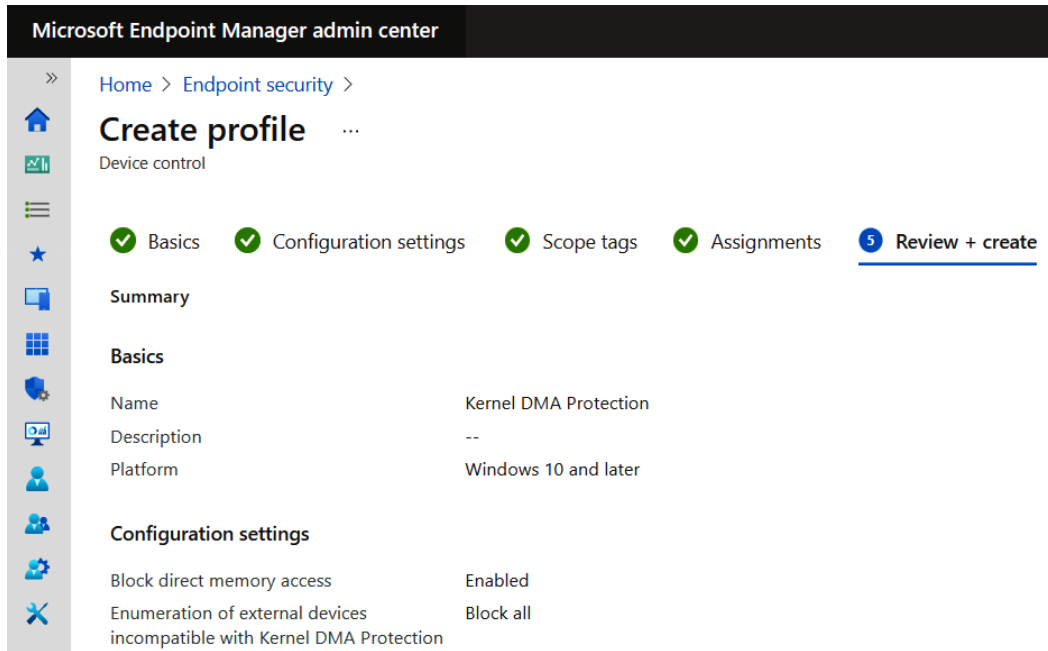 Microsoft Endpoint Manager admin center
»
Home > Endpoint security >
Create profile ...
Device control
Basics Configuration settings Scope tags Assignments 5 Review + create
Summary
Basics
Name Kernel DMA Protection
Description --
Platform Windows 10 and later
Configuration settings
Block direct memory access Enabled
Enumeration of external devices Block all
incompatible with Kernel DMA Protection